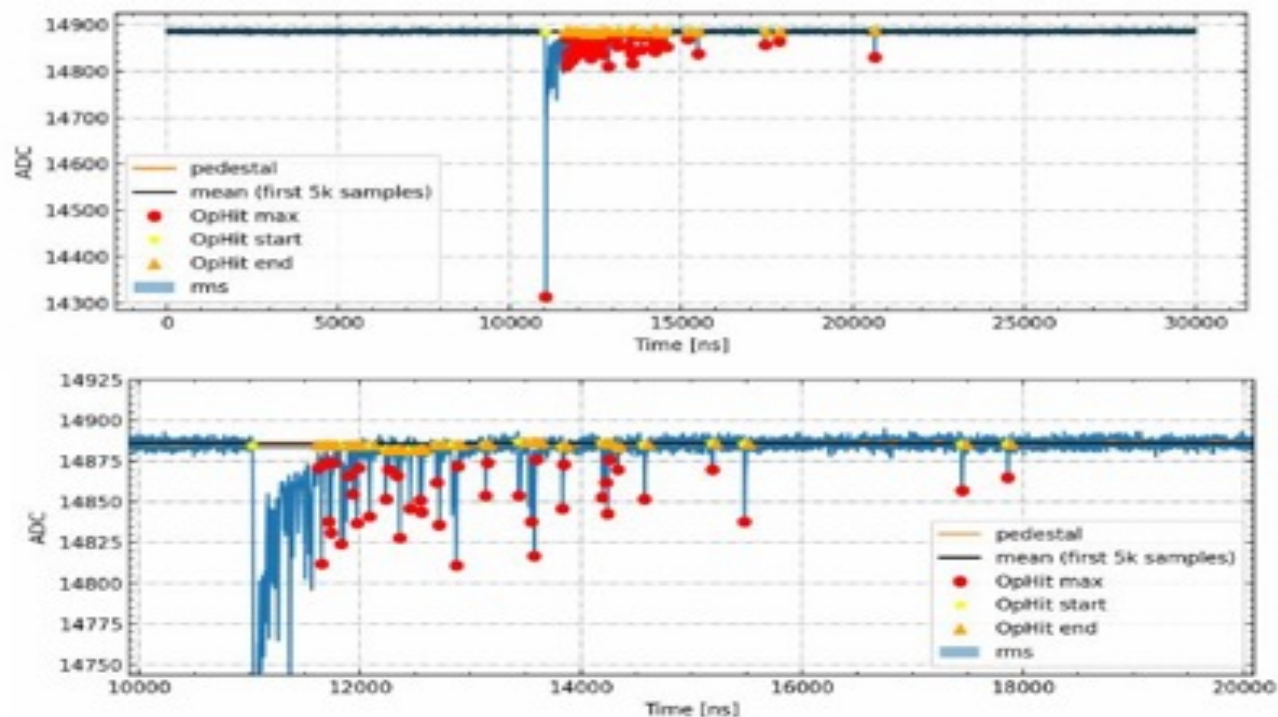 14900
14800
14700
14600
14500
14400
14300
ADC
pedestal
mean (first 5k samples)
OpHit max
OpHit start
OpHit end
rms
0 5000 10000 15000 20000 25000 30000
Time [ns]
14925
14900
14875
14850
14825
14800
14775
14750
ADC
pedestal
mean (first 5k samples)
OpHit max
OpHit start
OpHit end
rms
10000 12000 14000 16000 18000 20000
Time [ns]